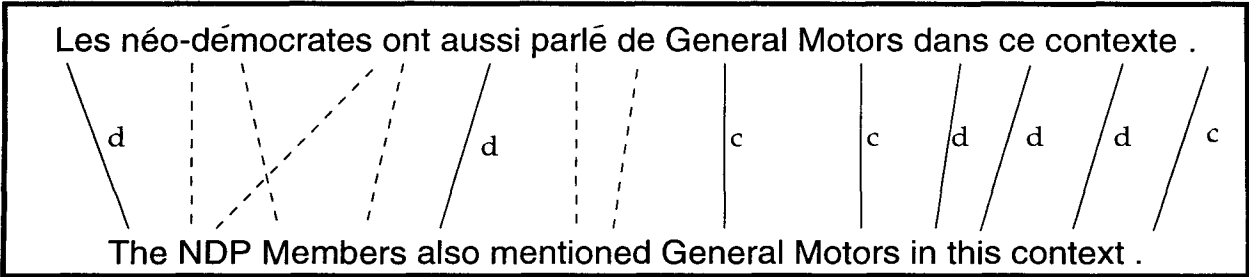 Les néo-démocrates ont aussi parlé de General Motors dans ce contexte .
d d c c d d d c
The NDP Members also mentioned General Motors in this context .